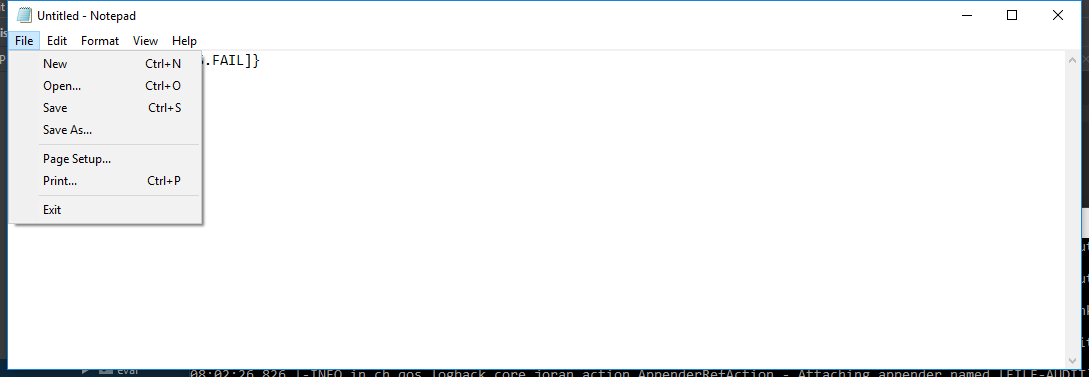 Untitled - Notepad
File Edit Format View Help
.FAIL]}
New Ctrl+N
Open... Ctrl+O
Save Ctrl+S
Save As...
Page Setup...
Print... Ctrl+P
Exit
eval
08:02:26,826 |-INFO in ch.qos.logback.core.joran.action.AppenderRefAction - Attaching appender named [FILE-AUDIT